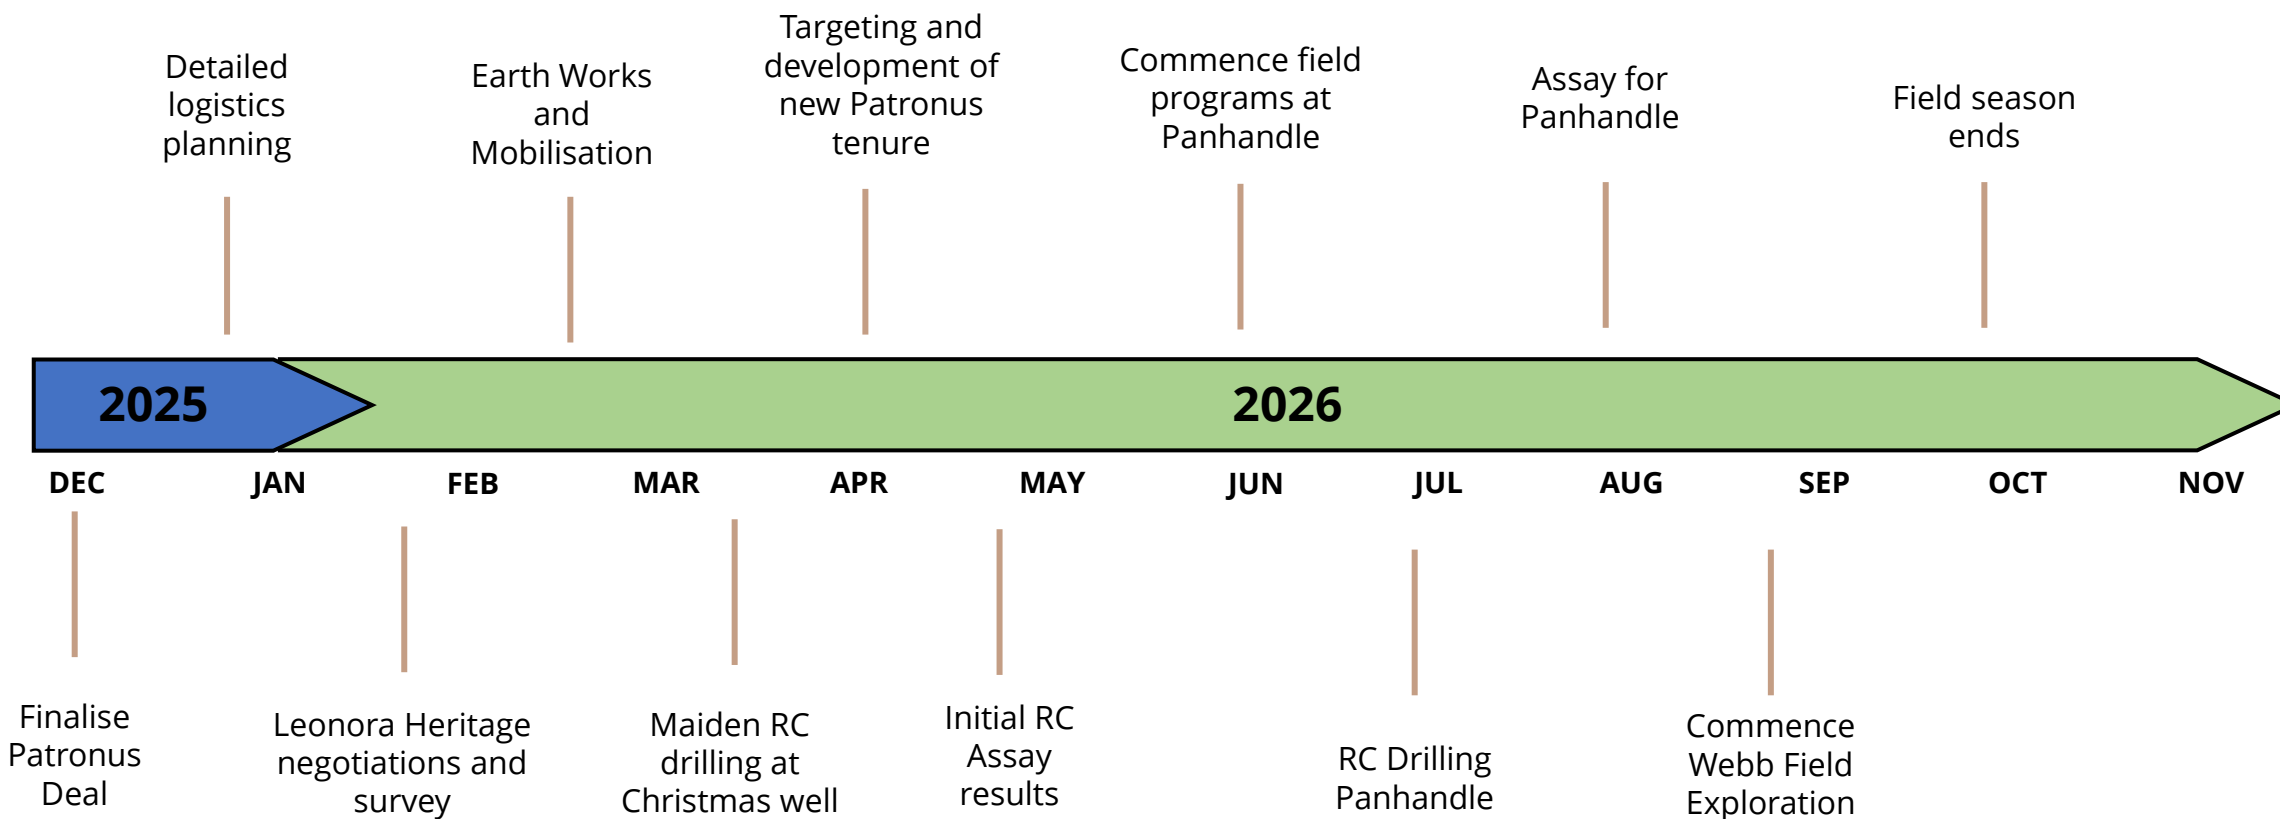 Detailed
logistics
planning
Earth Works
and
Mobilisation
Targeting and
development of
new Patronus
tenure
Commence field
programs at
Panhandle
Assay for
Panhandle
Field season
ends
2025
2026
DEC
JAN
FEB
MAR
APR
MAY
JUN
JUL
AUG
SEP
OCT
NOV
Finalise
Patronus
Deal
Leonora Heritage
negotiations and
survey
Maiden RC
drilling at
Christmas well
Initial RC
Assay
results
RC Drilling
Panhandle
Commence
Webb Field
Exploration